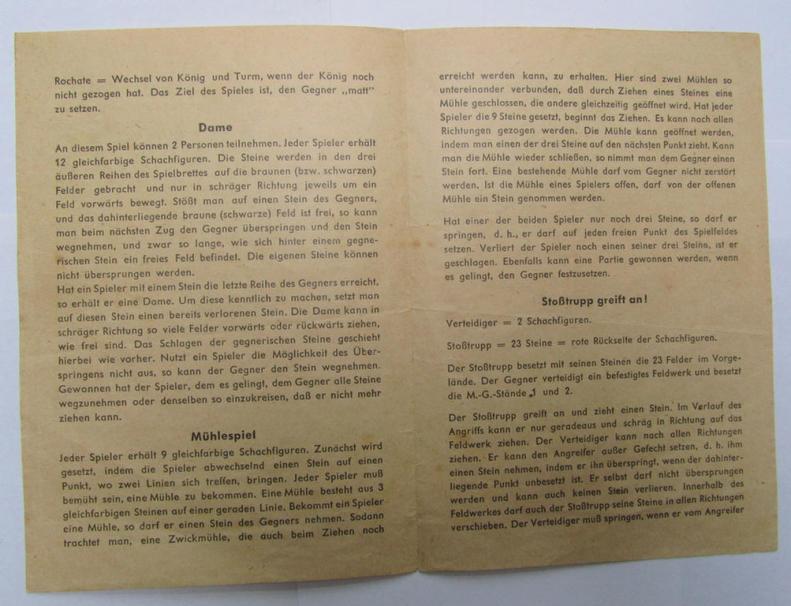 Rochate = Wechsel von König und Turm, wenn der König noch
nicht gezogen hat. Das Ziel des Spieles ist, den Gegner „matt"
zu setzen.
Dame
An diesem Spiel können 2 Personen teilnehmen. Jeder Spieler erhält
12 gleichfarbige Schachfiguren. Die Steine werden in den drei
äußeren Reihen des Spielbrettes auf die braunen (bzw. schwarzen)
Felder gebracht und nur in schräger Richtung jeweils um ein
Feld vorwärts bewegt. Stößt man auf einen Stein des Gegners,
und das dahinterliegende braune (schwarze) Feld ist frei, so kann
man beim nächsten Zug den Gegner überspringen und den Stein
wegnehmen, und zwar so lange, wie sich hinter einem gegne-
rischen Stein ein freies Feld befindet. Die eigenen Steine können
nicht übersprungen werden.
Hat ein Spieler mit einem Stein die letzte Reihe des Gegners erreicht,
so erhält er eine Dame. Um diese kenntlich zu machen, setzt man
auf diesen Stein einen bereits verlorenen Stein. Die Dame kann in
schräger Richtung so viele Felder vorwärts oder rückwärts ziehen,
wie frei sind. Das Schlagen der gegnerischen Steine geschieht
hierbei wie vorher. Nutzt ein Spieler die Möglichkeit des Über-
springens nicht aus, so kann der Gegner den Stein wegnehmen.
Gewonnen hat der Spieler, dem es gelingt, dem Gegner alle Steine
wegzunehmen oder denselben so einzukreisen, daß er nicht mehr
ziehen kann.
Mühlespiel
Jeder Spieler erhält 9 gleichfarbige Schachfiguren. Zunächst wird
gesetzt, indem die Spieler abwechselnd einen Stein auf einen
Punkt, wo zwei Linien sich treffen, bringen. Jeder Spieler muß
bemüht sein, eine Mühle zu bekommen. Eine Mühle besteht aus 3
gleichfarbigen Steinen auf einer geraden Linie. Bekommt ein Spieler
eine Mühle, so darf er einen Stein des Gegners nehmen. Sodann
trachtet man, eine Zwickmühle, die auch beim Ziehen noch
erreicht werden kann, zu erhalten. Hier sind zwei Mühlen so
untereinander verbunden, daß durch Ziehen eines Steines eine
Mühle geschlossen, die andere gleichzeitig geöffnet wird. Hat jeder
Spieler die 9 Steine gesetzt, beginnt das Ziehen. Es kann nach allen
Richtungen gezogen werden. Die Mühle kann geöffnet werden,
indem man einen der drei Steine auf den nächsten Punkt zieht. Kann
man die Mühle wieder schließen, so nimmt man dem Gegner einen
Stein fort. Eine bestehende Mühle darf vom Gegner nicht zerstört
werden. Ist die Mühle eines Spielers offen, darf von der offenen
Mühle ein Stein genommen werden.
Hat einer der beiden Spieler nur noch drei Steine, so darf er
springen, d. h., er darf auf jeden freien Punkt des Spielfeldes
setzen. Verliert der Spieler noch einen seiner drei Steine, ist er
geschlagen. Ebenfalls kann eine Partie gewonnen werden, wenn
es gelingt, den Gegner festzusetzen.
Stoßtrupp greift an!
Verteidiger = 2 Schachfiguren.
Stoßtrupp = 23 Steine = rote Rückseite der Schachfiguren.
Der Stoßtrupp besetzt mit seinen Steinen die 23 Felder im Vorge-
lände. Der Gegner verteidigt ein befestigtes Feldwerk und besetzt
die M.-G.-Stände „1 und 2.
Der Stoßtrupp greift an und zieht einen Stein. Im Verlauf des
Angriffs kann er nur geradeaus und schräg in Richtung auf das
Feldwerk ziehen. Der Verteidiger kann nach allen Richtungen
ziehen. Er kann den Angreifer außer Gefecht setzen, d. h. ihm
einen Stein nehmen, indem er ihn überspringt, wenn der dahinter-
liegende Punkt unbesetzt ist. Er selbst darf nicht übersprungen
werden und kann auch keinen Stein verlieren. Innerhalb des
Feldwerkes darf auch der Stoßtrupp seine Steine in allen Richtungen
verschieben. Der Verteidiger muß springen, wenn er vom Angreifer